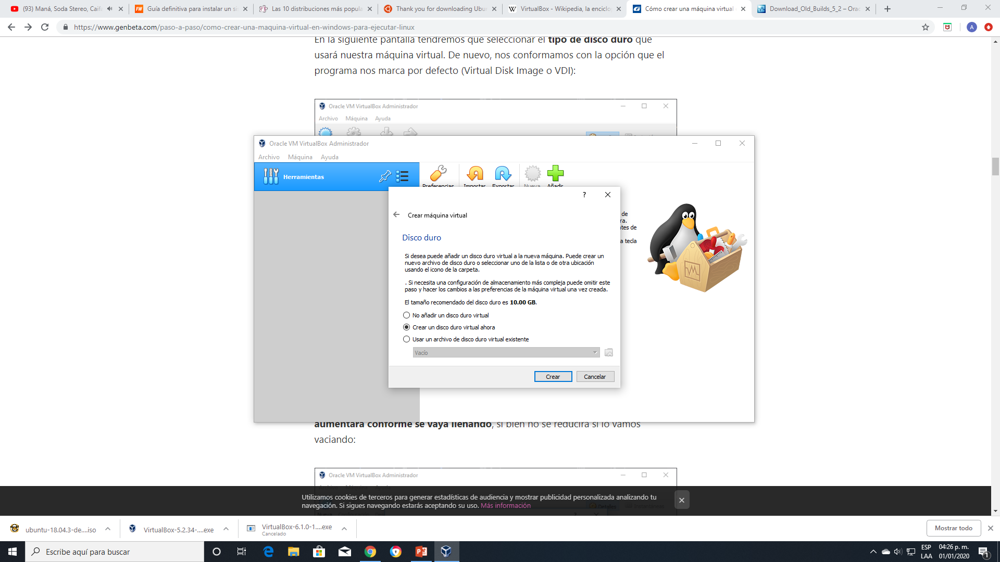 (93) Maná, Soda Stereo, Caifa
Guía definitiva para instalar un si
Las 10 distribuciones más popula
Thank you for downloading Ubu
VirtualBox - Wikipedia, la enciclo
Cómo crear una máquina virtual
Download_Old_Builds_5_2 – Orac
https://www.genbeta.com/paso-a-paso/como-crear-una-maquina-virtual-en-windows-para-ejecutar-linux
A
En la siguiente pantalla tendremos que seleccionar el tipo de disco duro que
usará nuestra máquina virtual. De nuevo, nos conformamos con la opción que el
programa nos marca por defecto (Virtual Disk Image o VDI):
Oracle VM VirtualBox Administrador
Archivo Máquina Ayuda
Oracle VM VirtualBox Administrador
Archivo Máquina Ayuda
Herramientas
Preferencias Importar Exportar Nueva Añadir
de
ra.
ntes de
a tecla
?
Crear máquina virtual
Disco duro
Si desea puede añadir un disco duro virtual a la nueva máquina. Puede crear un
nuevo archivo de disco duro o seleccionar uno de la lista o de otra ubicación
usando el icono de la carpeta.
. Si necesita una configuración de almacenamiento más compleja puede omitir este
paso y hacer los cambios a las preferencias de la máquina virtual una vez creada.
El tamaño recomendado del disco duro es 10.00 GB.
No añadir un disco duro virtual
Crear un disco duro virtual ahora
Usar un archivo de disco duro virtual existente
Vacío
Crear Cancelar
aumentará conforme se vaya llenando, si bien no se reducirá si lo vamos
vaciando:
Oracle VM VirtualBox Administrador
Archivo Máquina Ayuda
Utilizamos cookies de terceros para generar estadísticas de audiencia y mostrar publicidad personalizada analizando tu
navegación. Si sigues navegando estarás aceptando su uso. Más información
ubuntu-18.04.3-de....iso
VirtualBox-5.2.34-....exe
VirtualBox-6.1.0-1....exe
Cancelado
Mostrar todo
Escribe aquí para buscar
ESP
LAA
04:26 p. m.
01/01/2020
1